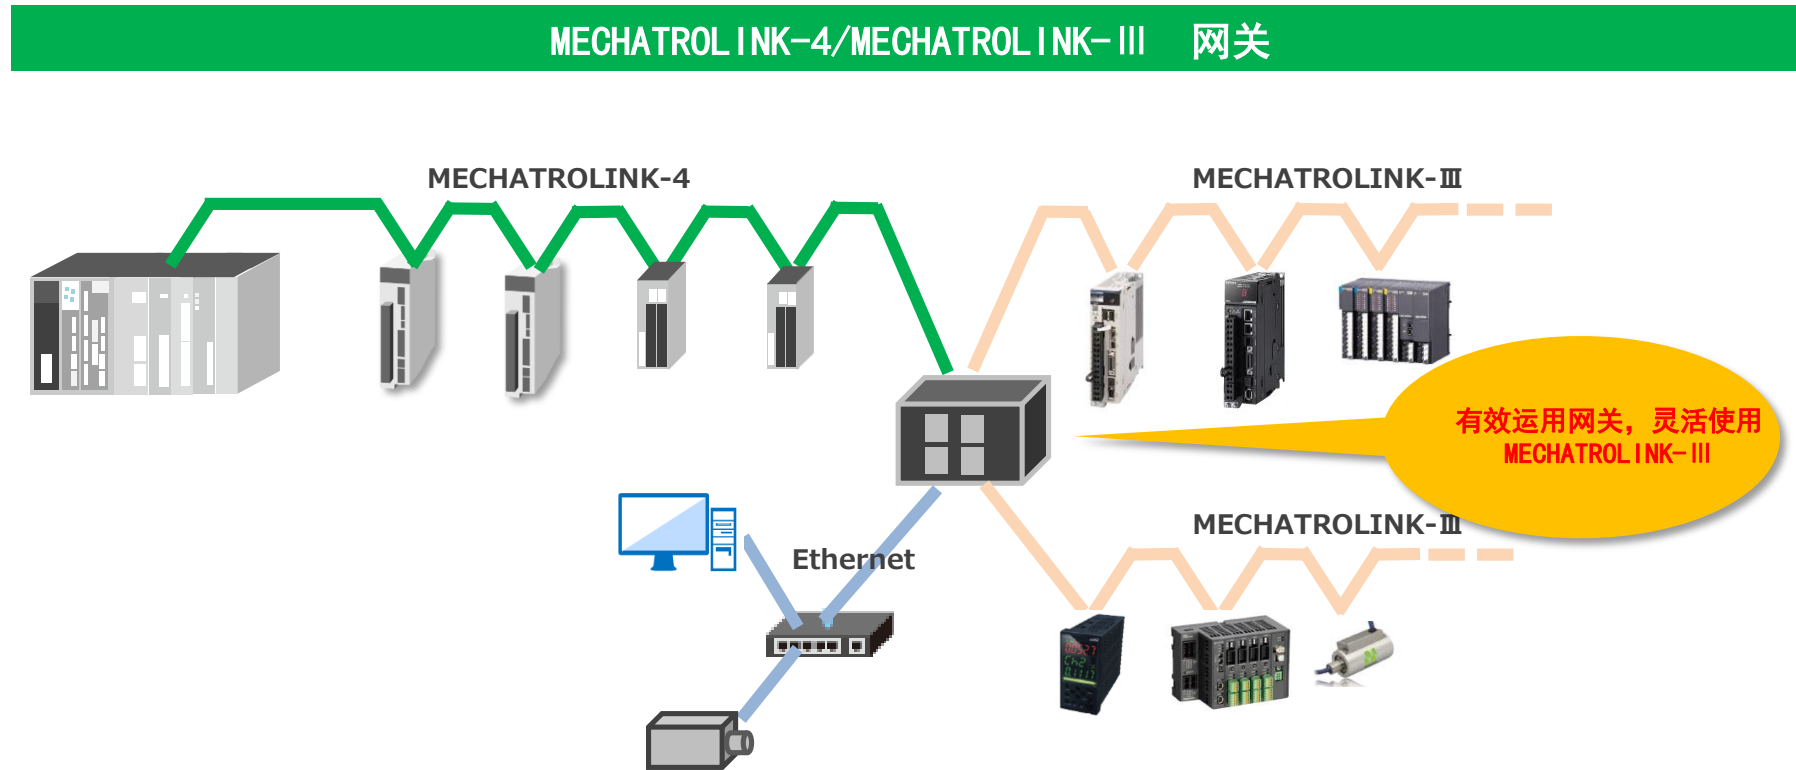 MECHATROLINK-4/MECHATROLINK-Ⅲ 网关
MECHATROLINK-4
MECHATROLINK-Ⅲ
有效运用网关，灵活使用
MECHATROLINK-Ⅲ
MECHATROLINK-Ⅲ
Ethernet